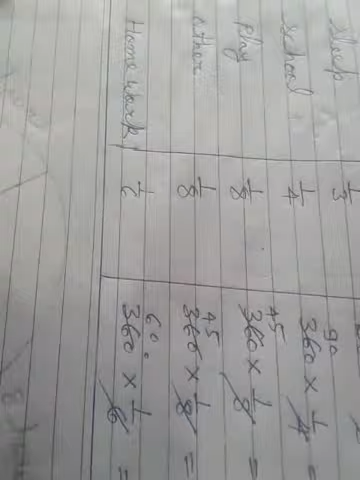 Sleep 1/3
School 1/4 90 360 × 1/4 =
Play 1/8 45 360 × 1/8 =
other 1/8 45 360 × 1/8 =
Home work 1/6 60 360 × 1/6 =